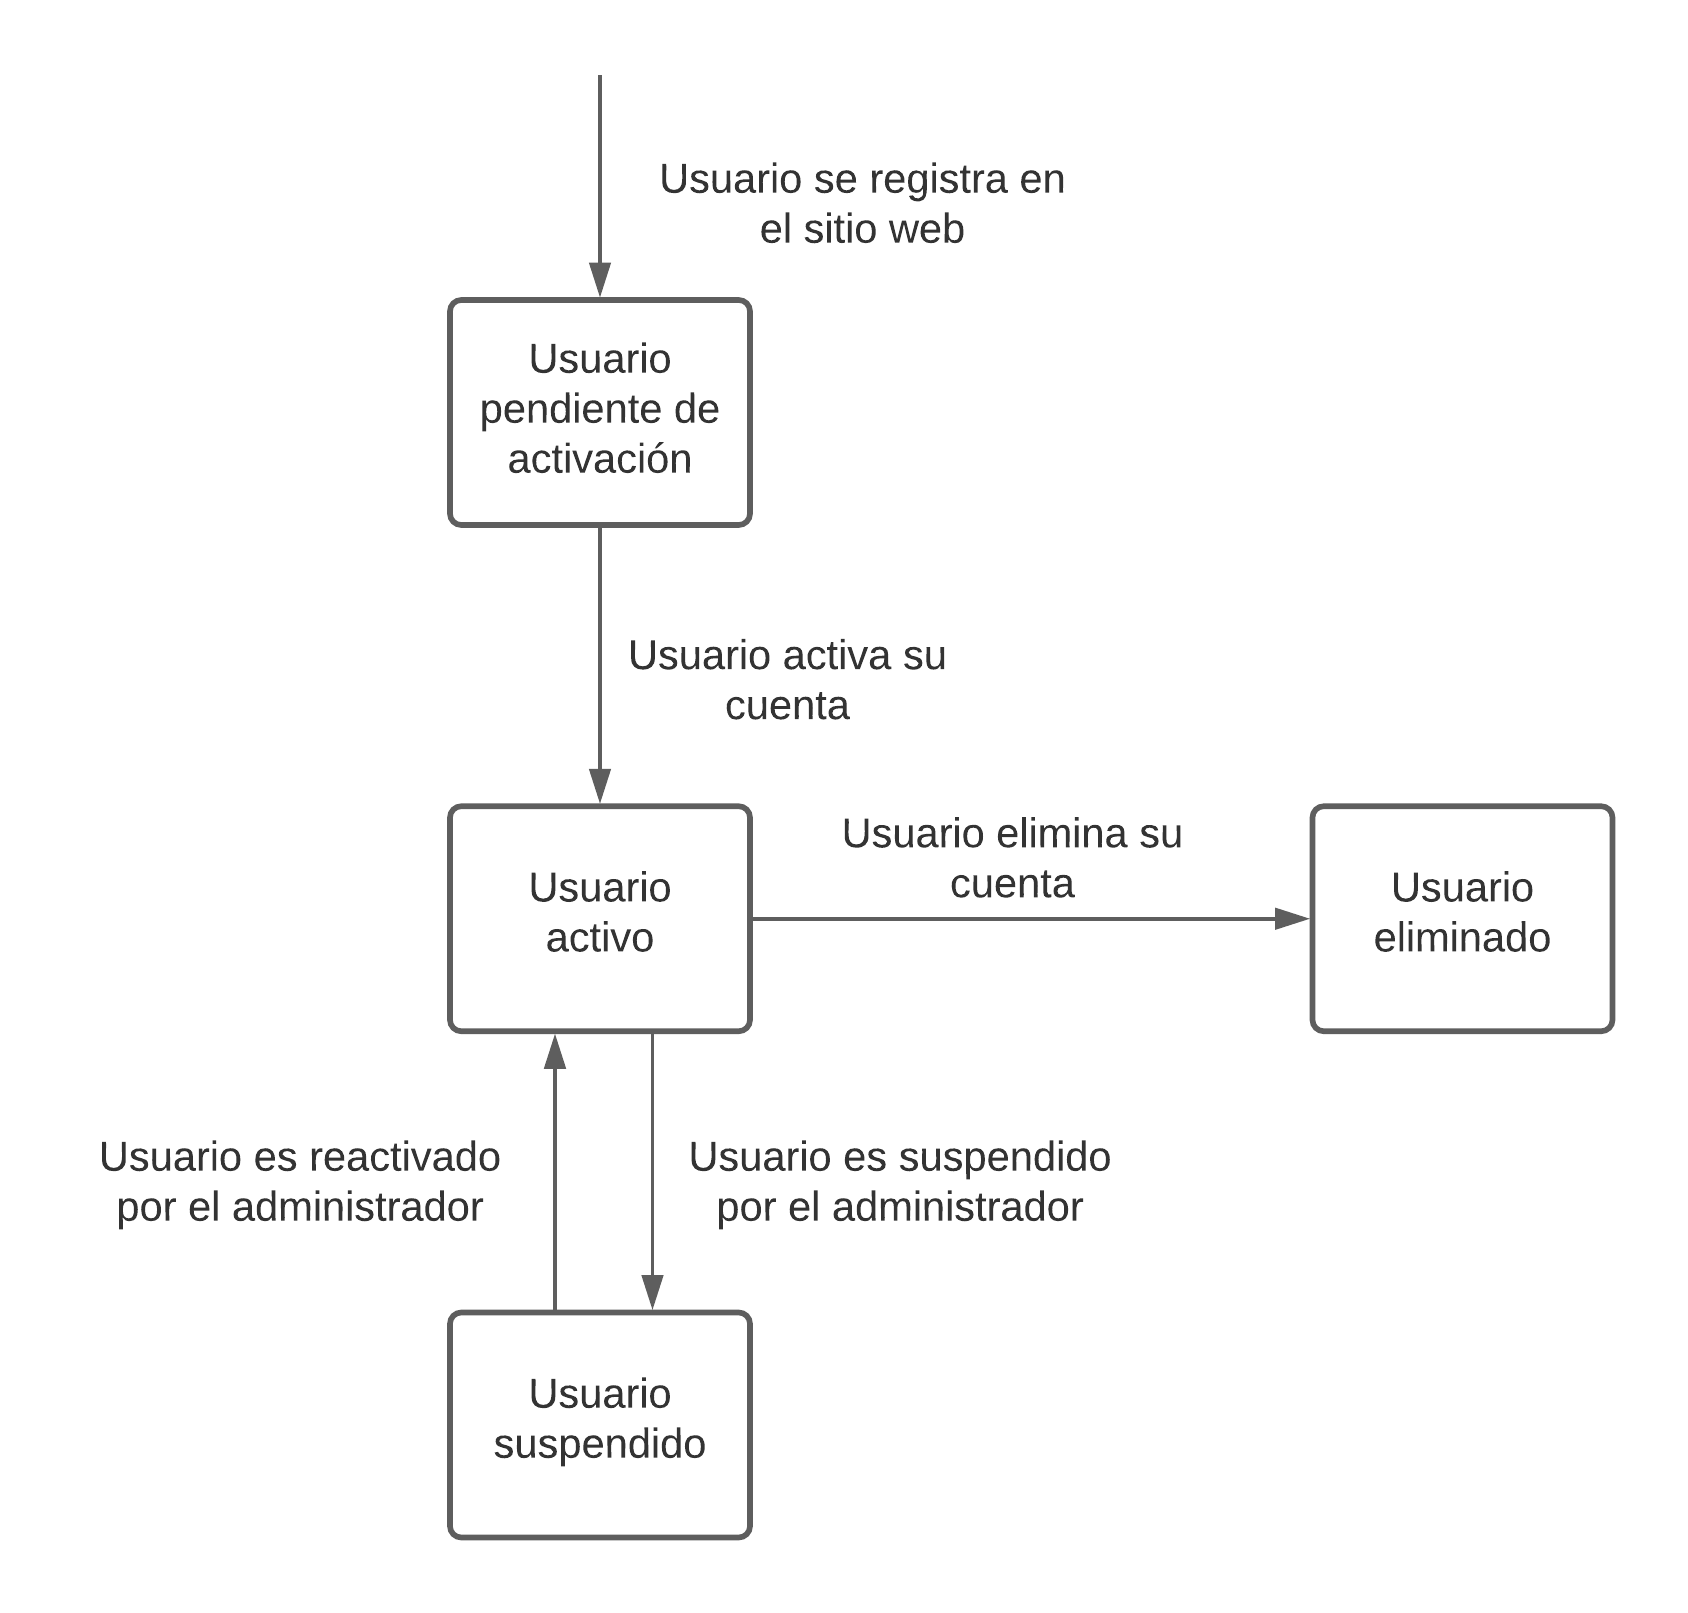 Usuario se registra en
el sitio web
Usuario
pendiente de
activación
Usuario activa su
cuenta
Usuario
activo
Usuario elimina su
cuenta
Usuario
eliminado
Usuario es reactivado
por el administrador
Usuario es suspendido
por el administrador
Usuario
suspendido